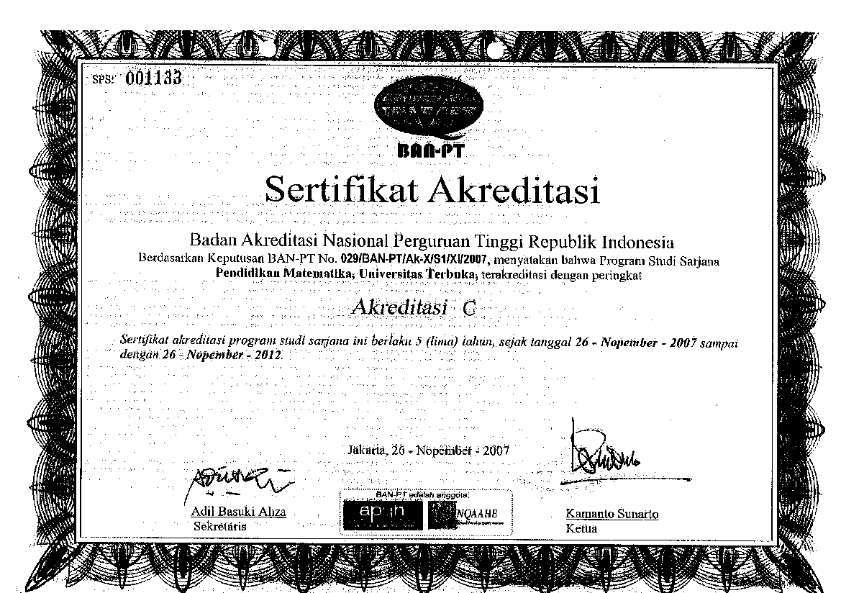 SPS: 001133
BAN-PT
Sertifikat Akreditasi
Badan Akreditasi Nasional Perguruan Tinggi Republik Indonesia
Berdasarkan Keputusan BAN-PT No. 029/BAN-PT/Ak-X/S1/XI/2007, menyatakan bahwa Program Studi Sarjana
Pendidikan Matematika, Universitas Terbuka, terakreditasi dengan peringkat
Akreditasi C
Sertifikat akreditasi program studi sarjana ini berlaku 5 (lima) tahun, sejak tanggal 26 - Nopember - 2007 sampai
dengan 26 - Nopember - 2012.
Jakarta, 26 - Nopember - 2007
BAN-PT adalah anggota:
NQAAHE
Adil Basuki Ahza
Sekretaris
Kamanto Sunarto
Ketua